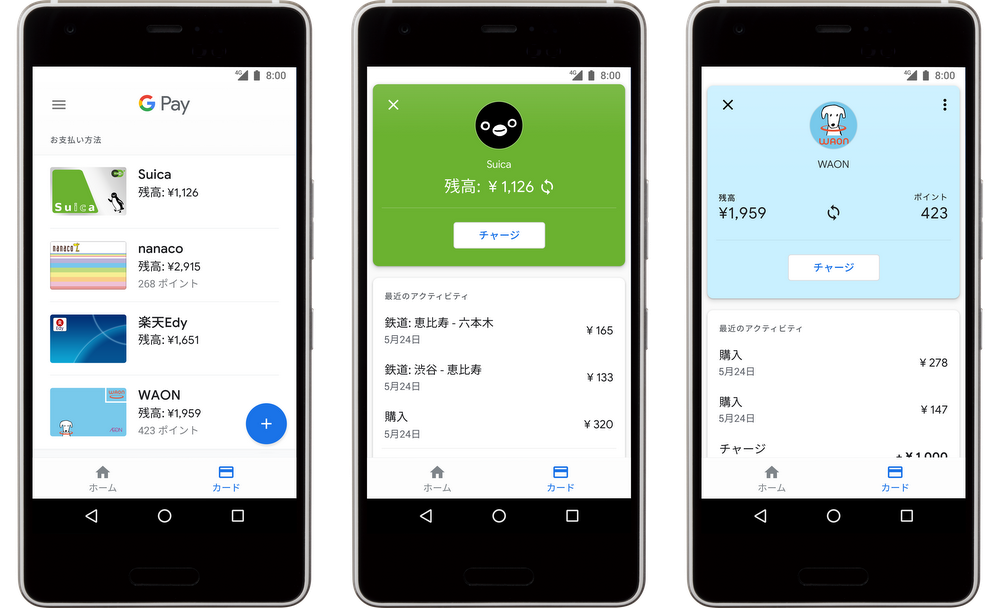 4G 8:00
G Pay
お支払い方法
Suica
Suica
残高: ¥1,126
nanaco
nanaco
残高: ¥2,915
268 ポイント
Edy
楽天Edy
残高: ¥1,651
WAON
AEON
WAON
残高: ¥1,959
423 ポイント
+
ホーム
カード
4G 8:00
Suica
残高: ¥ 1,126
チャージ
最近のアクティビティ
鉄道: 恵比寿 - 六本木
¥ 165
5月24日
鉄道: 渋谷 - 恵比寿
¥ 133
5月24日
購入
¥ 320
5月24日
ホーム
カード
4G 8:00
WAON
WAON
残高
ポイント
¥1,959
423
チャージ
最近のアクティビティ
購入
¥ 278
5月24日
購入
¥ 147
5月24日
チャージ
+ ¥ 1,000
ホーム
カード